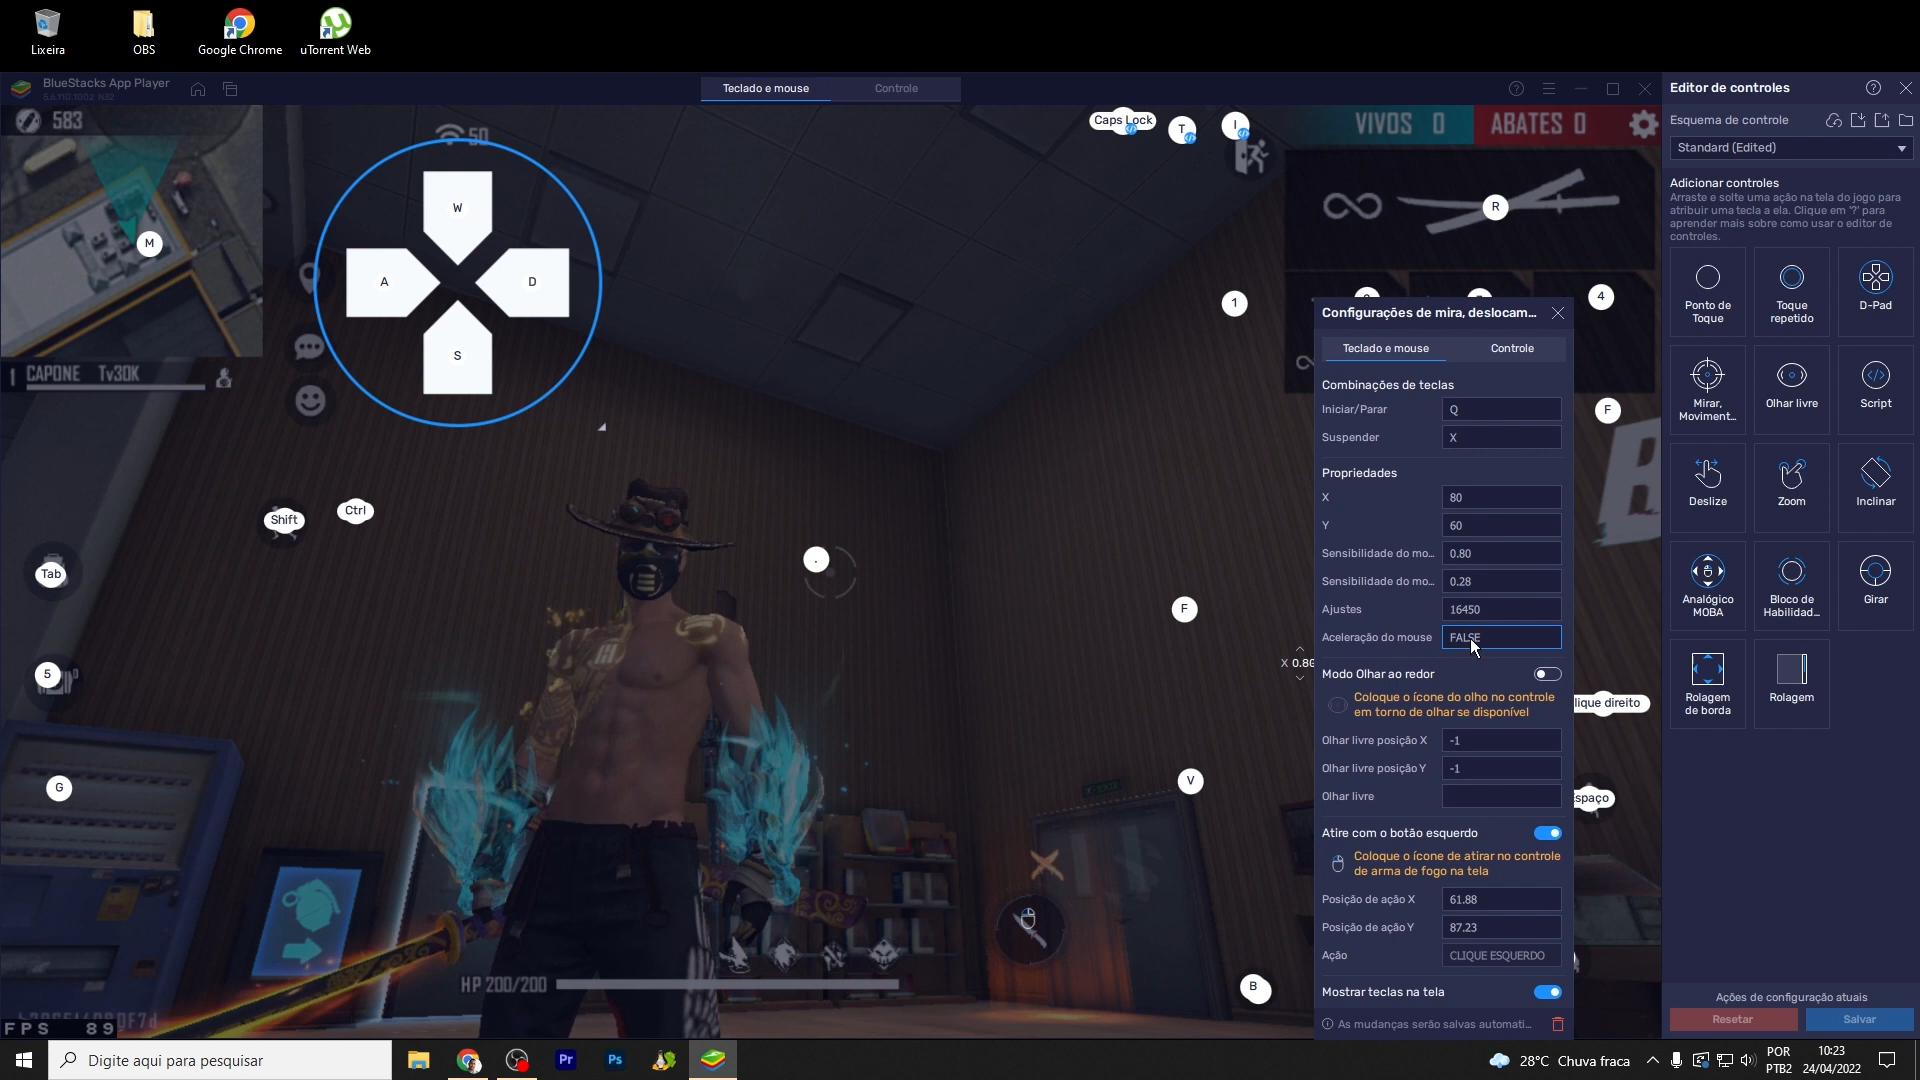 Lixeira
OBS
Google Chrome
uTorrent Web
BlueStacks App Player
5.6.110.1002 N32
Teclado e mouse
Controle
Editor de controles
583
50
Caps Lock
T
I
VIVOS 0
ABATES 0
Esquema de controle
Standard (Edited)
Adicionar controles
Arraste e solte uma ação na tela do jogo para
atribuir uma tecla a ela. Clique em '?' para
aprender mais sobre como usar o editor de
controles.
W
A
D
S
M
R
1
4
1 CAPONE Tv30K
F
Shift
Ctrl
Tab
.
F
5
G
V
B
X 0.80
lique direito
Espaço
HP 200/200
FPS 89
Configurações de mira, deslocam...
Teclado e mouse
Controle
Combinações de teclas
Iniciar/Parar
Q
Suspender
X
Propriedades
X
80
Y
60
Sensibilidade do mo...
0.80
Sensibilidade do mo...
0.28
Ajustes
16450
Aceleração do mouse
FALSE
Modo Olhar ao redor
Coloque o ícone do olho no controle
em torno de olhar se disponível
Olhar livre posição X
-1
Olhar livre posição Y
-1
Olhar livre
Atire com o botão esquerdo
Coloque o ícone de atirar no controle
de arma de fogo na tela
Posição de ação X
61.88
Posição de ação Y
87.23
Ação
CLIQUE ESQUERDO
Mostrar teclas na tela
As mudanças serão salvas automati...
Ponto de
Toque
Toque
repetido
D-Pad
Mirar,
Moviment...
Olhar livre
Script
Deslize
Zoom
Inclinar
Analógico
MOBA
Bloco de
Habilidad...
Girar
Rolagem
de borda
Rolagem
Ações de configuração atuais
Resetar
Salvar
Digite aqui para pesquisar
Pr
Ps
28°C Chuva fraca
POR
PTB2
10:23
24/04/2022